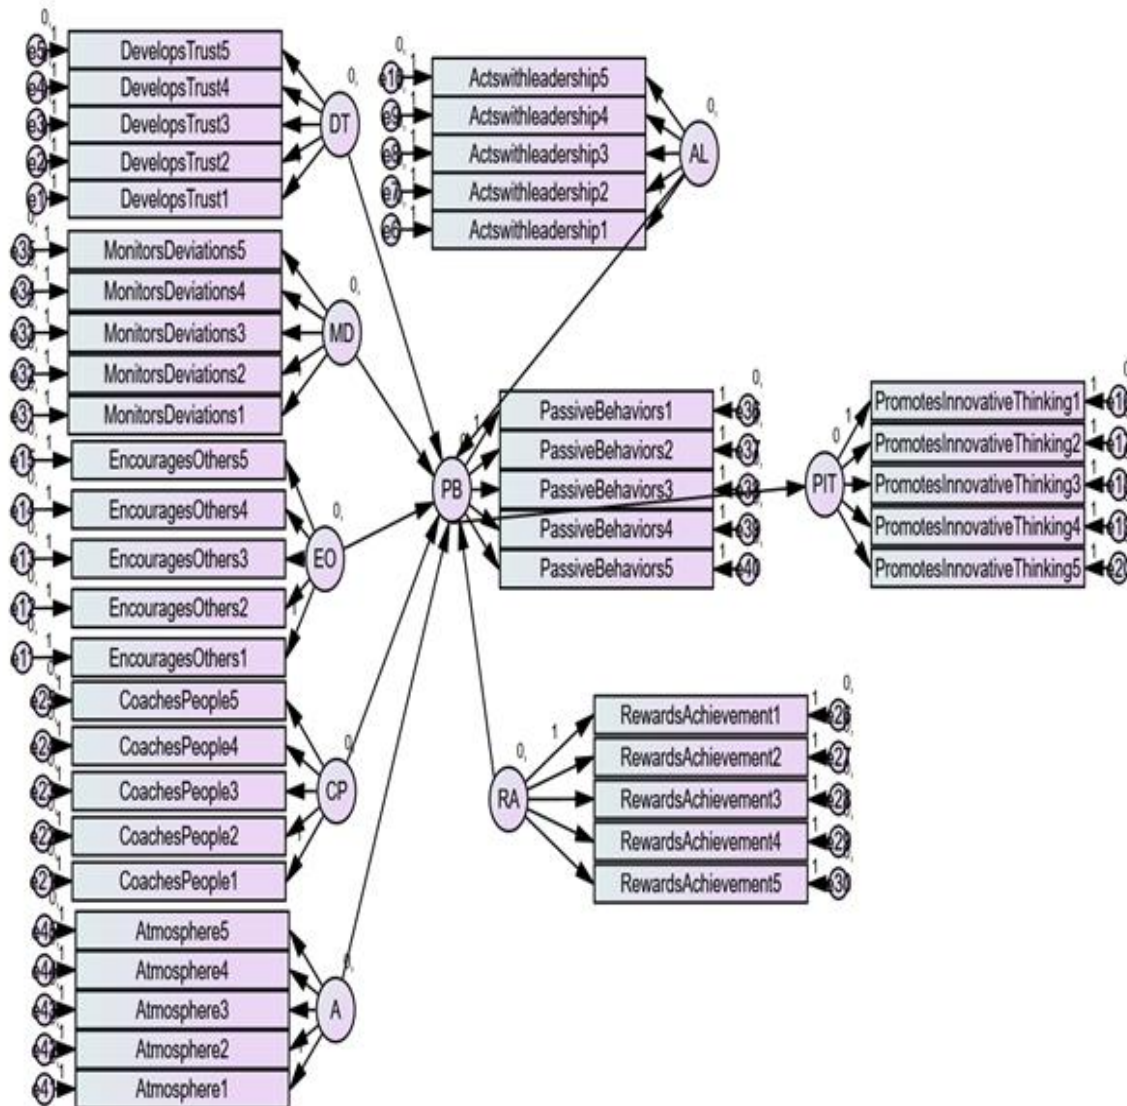 DevelopsTrust5
DevelopsTrust4
DevelopsTrust3
DevelopsTrust2
DevelopsTrust1
DT
MonitorsDeviations5
MonitorsDeviations4
MonitorsDeviations3
MonitorsDeviations2
MonitorsDeviations1
MD
EncouragesOthers5
EncouragesOthers4
EncouragesOthers3
EncouragesOthers2
EncouragesOthers1
EO
CoachesPeople5
CoachesPeople4
CoachesPeople3
CoachesPeople2
CoachesPeople1
CP
Atmosphere5
Atmosphere4
Atmosphere3
Atmosphere2
Atmosphere1
A
Actswithleadership5
Actswithleadership4
Actswithleadership3
Actswithleadership2
Actswithleadership1
AL
PB
PassiveBehaviors1
PassiveBehaviors2
PassiveBehaviors3
PassiveBehaviors4
PassiveBehaviors5
PIT
PromotesInnovativeThinking1
PromotesInnovativeThinking2
PromotesInnovativeThinking3
PromotesInnovativeThinking4
PromotesInnovativeThinking5
RA
RewardsAchievement1
RewardsAchievement2
RewardsAchievement3
RewardsAchievement4
RewardsAchievement5